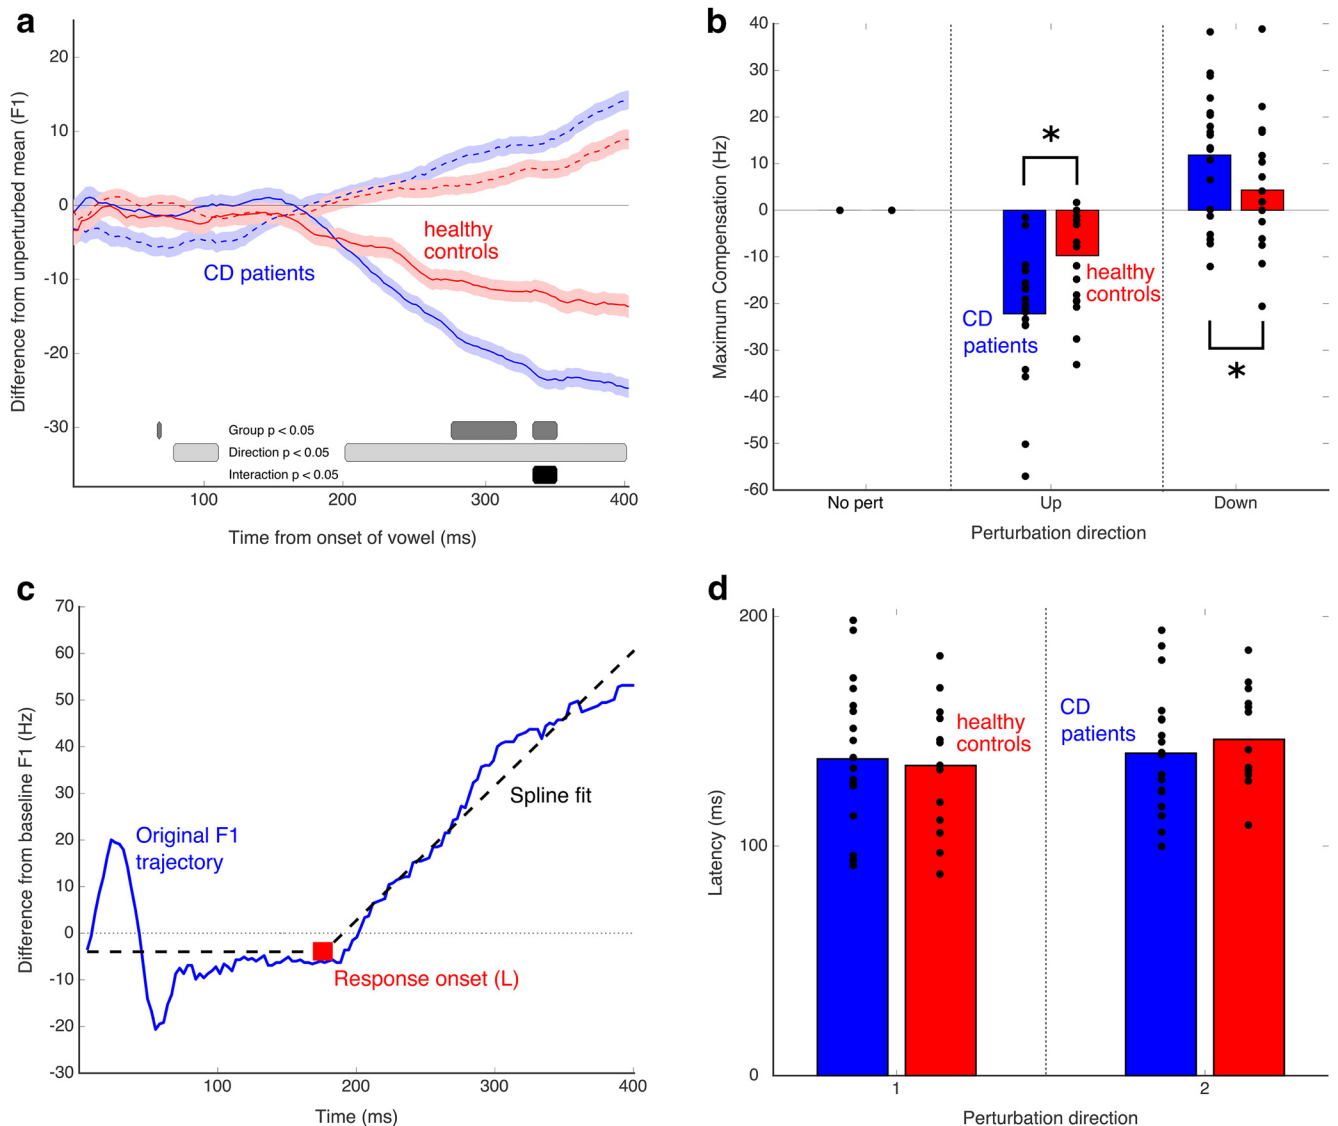 a
Difference from unperturbed mean (F1)
20
10
0
-10
-20
-30
healthy
controls
CD patients
Group p < 0.05
Direction p < 0.05
Interaction p < 0.05
100
200
300
400
Time from onset of vowel (ms)
b
Maximum Compensation (Hz)
40
30
20
10
0
-10
-20
-30
-40
-50
-60
*
healthy
controls
CD
patients
*
No pert
Up
Down
Perturbation direction
c
Difference from baseline F1 (Hz)
70
60
50
40
30
20
10
0
-10
-20
-30
Original F1
trajectory
Spline fit
Response onset (L)
100
200
300
400
Time (ms)
d
Latency (ms)
200
100
0
healthy
controls
CD
patients
1
2
Perturbation direction